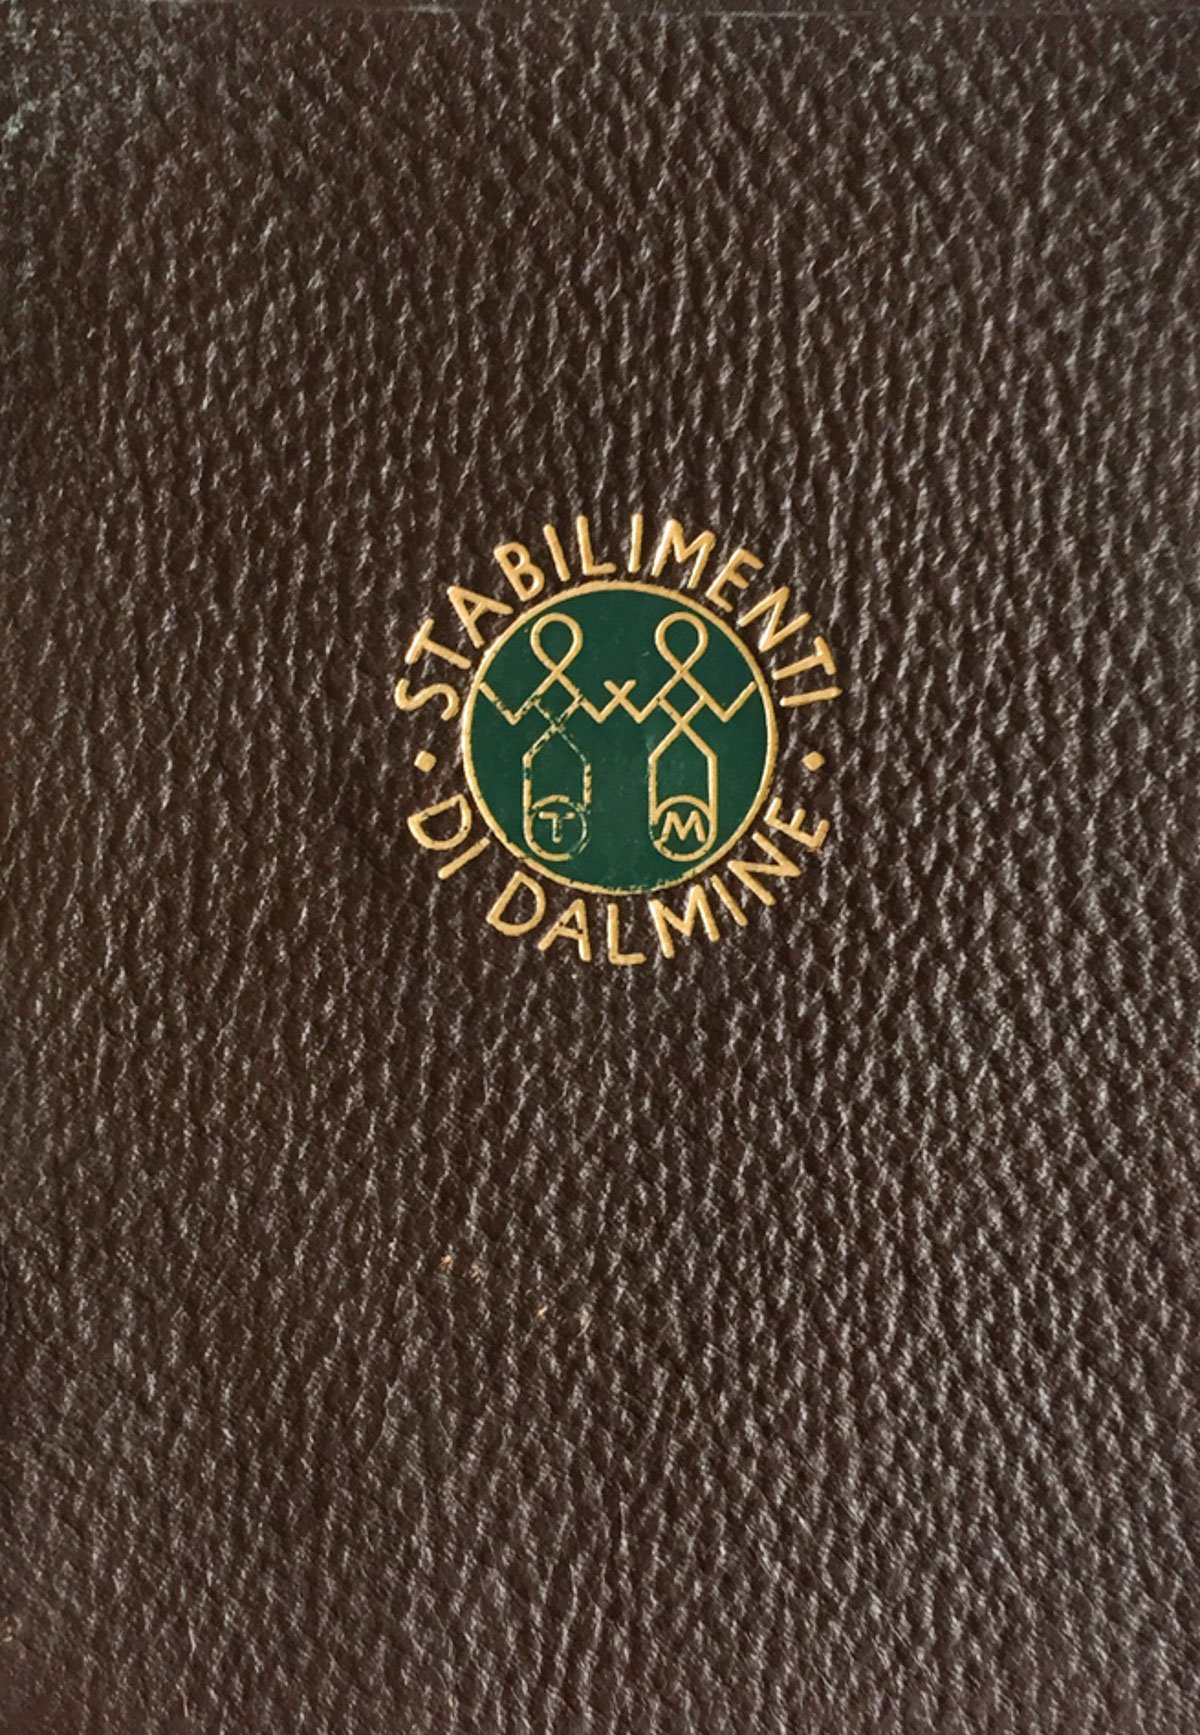 STABILIMENTI
T M
• DI DALMINE •